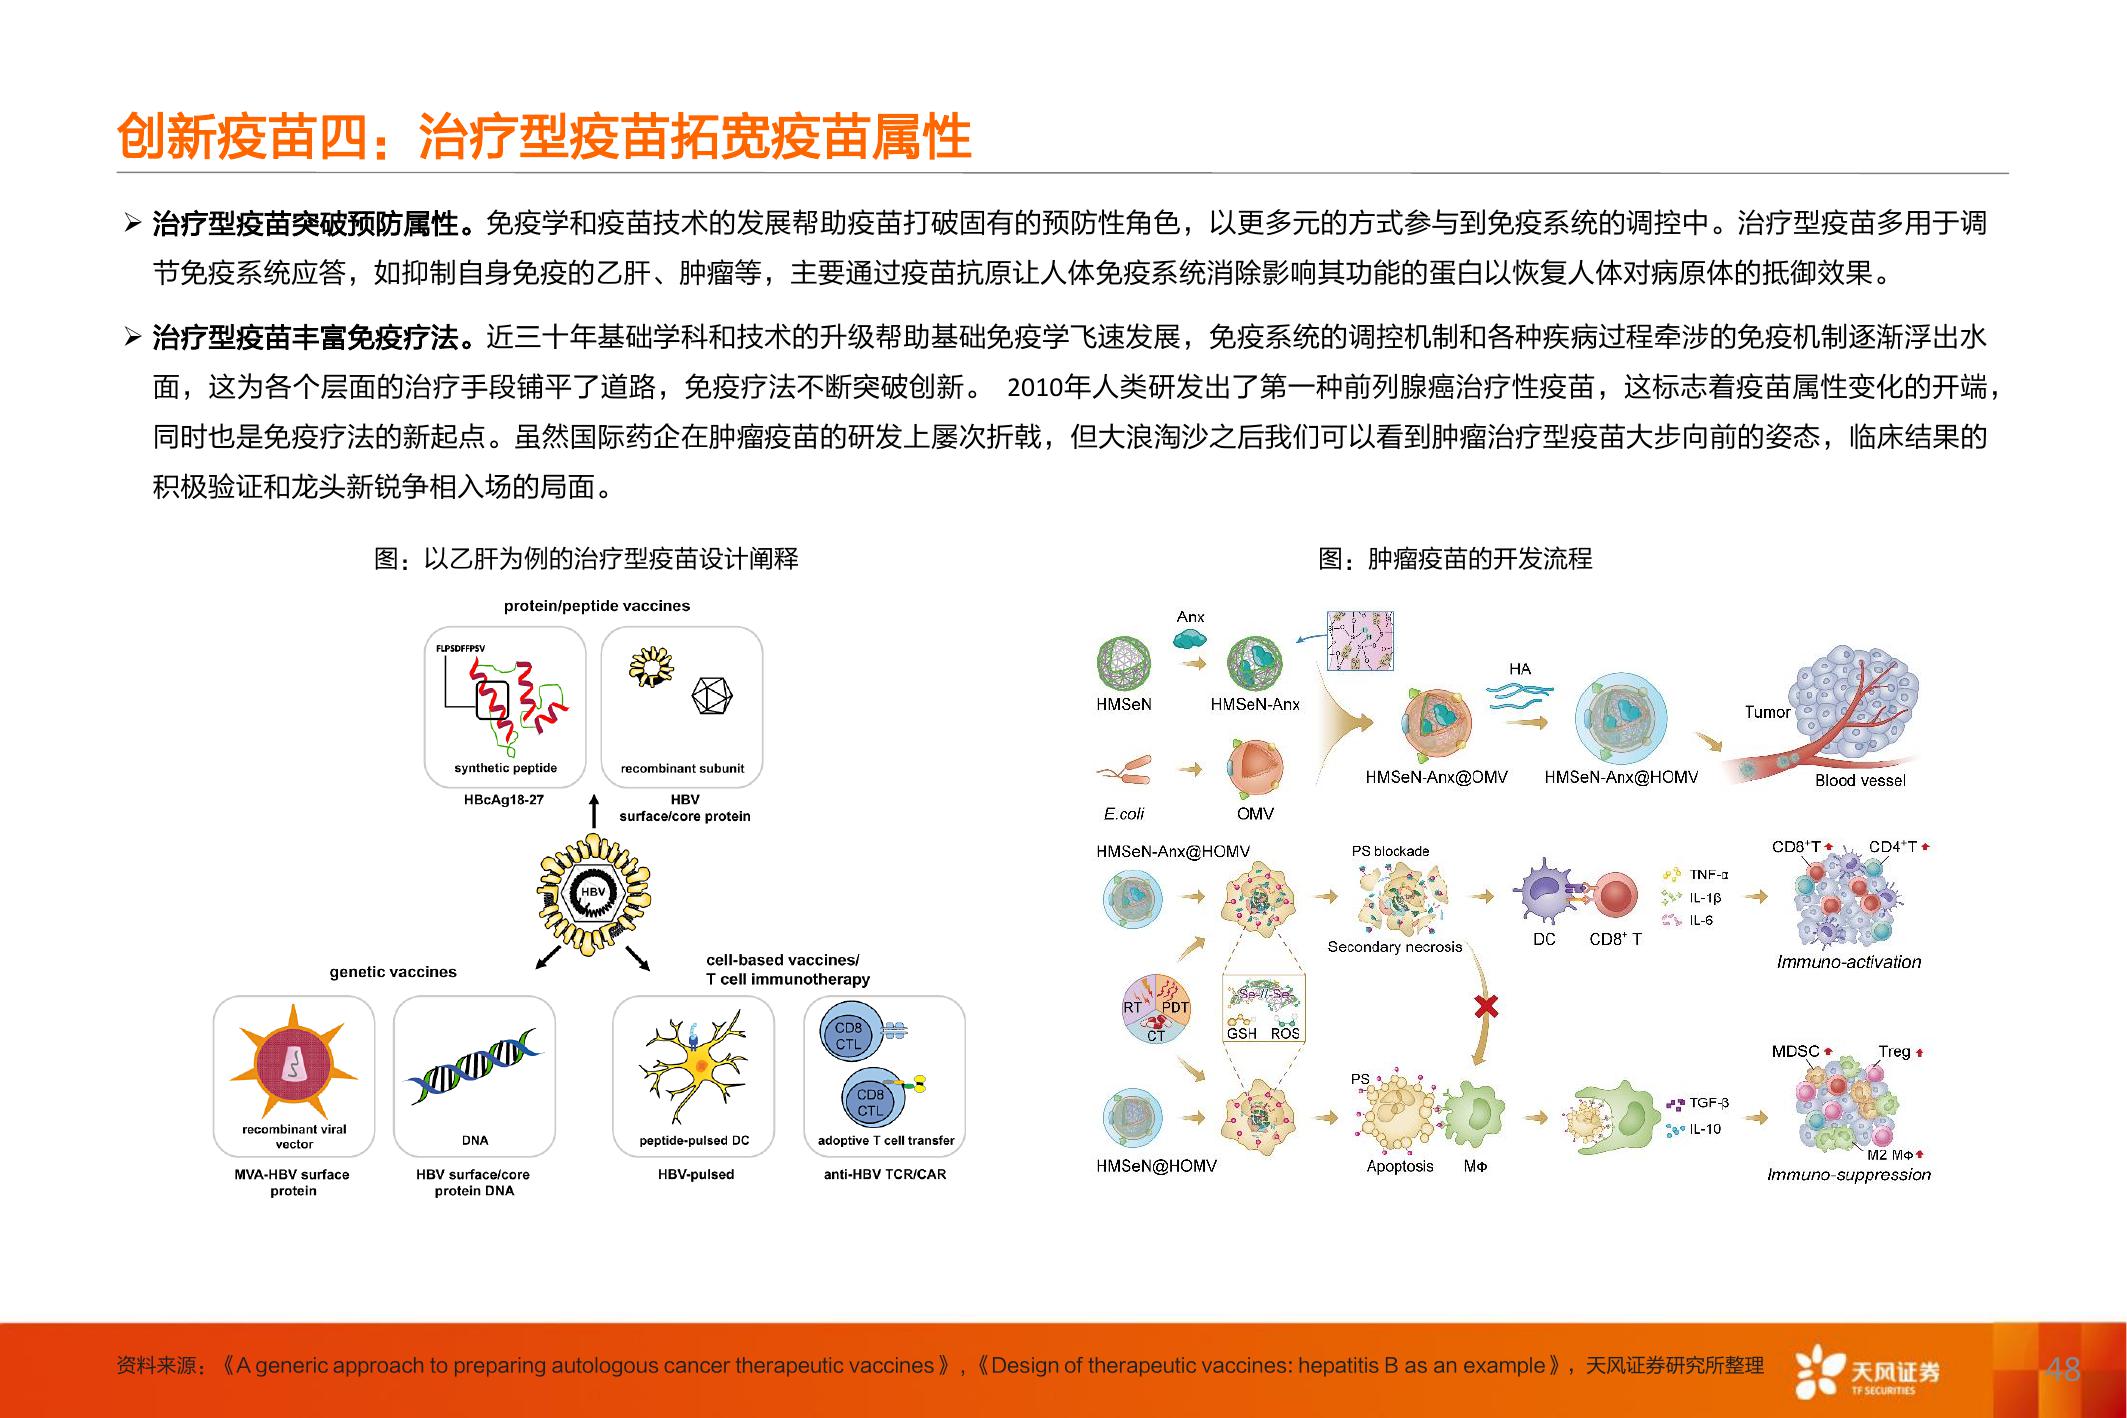 创新疫苗四：治疗型疫苗拓宽疫苗属性
➢ 治疗型疫苗突破预防属性。免疫学和疫苗技术的发展帮助疫苗打破固有的预防性角色，以更多元的方式参与到免疫系统的调控中。治疗型疫苗多用于调
节免疫系统应答，如抑制自身免疫的乙肝、肿瘤等，主要通过疫苗抗原让人体免疫系统消除影响其功能的蛋白以恢复人体对病原体的抵御效果。
➢ 治疗型疫苗丰富免疫疗法。近三十年基础学科和技术的升级帮助基础免疫学飞速发展，免疫系统的调控机制和各种疾病过程牵涉的免疫机制逐渐浮出水
面，这为各个层面的治疗手段铺平了道路，免疫疗法不断突破创新。 2010年人类研发出了第一种前列腺癌治疗性疫苗，这标志着疫苗属性变化的开端，
同时也是免疫疗法的新起点。虽然国际药企在肿瘤疫苗的研发上屡次折戟，但大浪淘沙之后我们可以看到肿瘤治疗型疫苗大步向前的姿态，临床结果的
积极验证和龙头新锐争相入场的局面。
图：以乙肝为例的治疗型疫苗设计阐释
protein/peptide vaccines
FLPSDFFPSV
synthetic peptide
recombinant subunit
HBcAg18-27
HBV
surface/core protein
HBV
genetic vaccines
cell-based vaccines/
T cell immunotherapy
recombinant viral
vector
DNA
peptide-pulsed DC
CD8
CTL
CD8
CTL
adoptive T cell transfer
MVA-HBV surface
protein
HBV surface/core
protein DNA
HBV-pulsed
anti-HBV TCR/CAR
图：肿瘤疫苗的开发流程
Anx
HMSeN
HMSeN-Anx
HA
Tumor
HMSeN-Anx@OMV
HMSeN-Anx@HOMV
Blood vessel
E.coli
OMV
HMSeN-Anx@HOMV
PS blockade
CD8⁺T
CD4⁺T
TNF-α
IL-1β
IL-6
Secondary necrosis
DC
CD8⁺ T
Immuno-activation
RT
PDT
CT
Se-//-Se
GSH
ROS
MDSC
Treg
PS
TGF-β
IL-10
M2 MΦ
HMSeN@HOMV
Apoptosis
MΦ
Immuno-suppression
资料来源：《A generic approach to preparing autologous cancer therapeutic vaccines》，《Design of therapeutic vaccines: hepatitis B as an example》，天风证券研究所整理
天风证券
TF SECURITIES
48